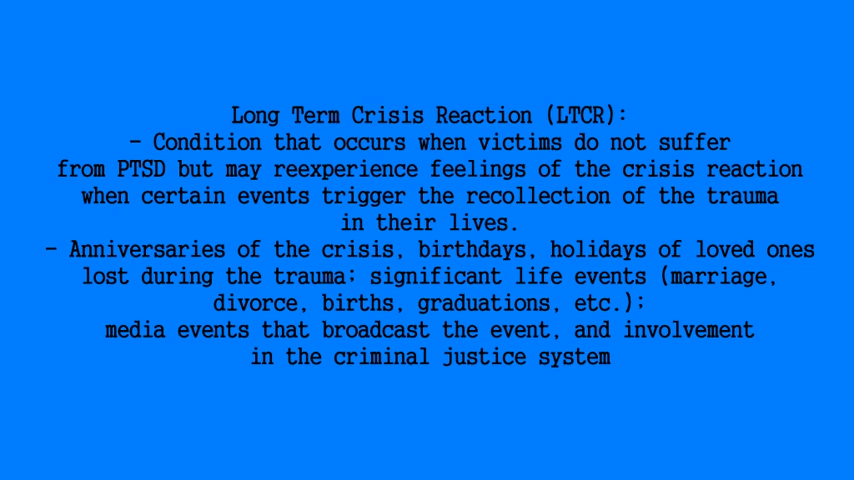 Long Term Crisis Reaction (LTCR):
- Condition that occurs when victims do not suffer
from PTSD but may reexperience feelings of the crisis reaction
when certain events trigger the recollection of the trauma
in their lives.
- Anniversaries of the crisis, birthdays, holidays of loved ones
lost during the trauma; significant life events (marriage,
divorce, births, graduations, etc.);
media events that broadcast the event, and involvement
in the criminal justice system